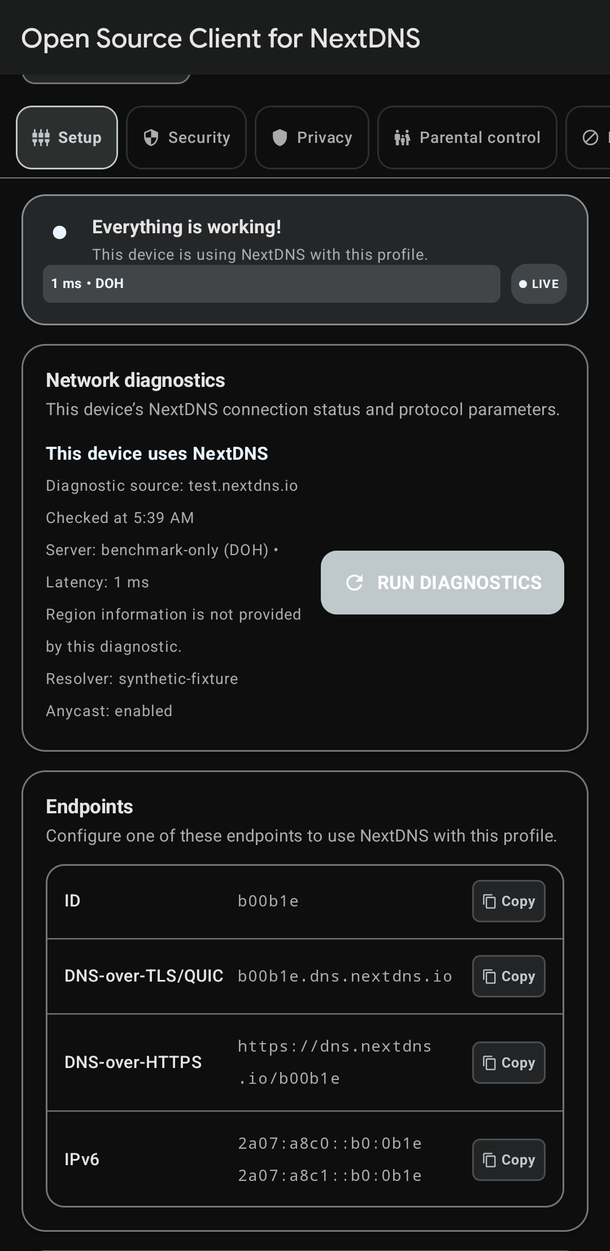 Open Source Client for NextDNS
Setup
Security
Privacy
Parental control
Everything is working!
This device is using NextDNS with this profile.
1 ms • DOH
LIVE
Network diagnostics
This device’s NextDNS connection status and protocol parameters.
This device uses NextDNS
Diagnostic source: test.nextdns.io
Checked at 5:39 AM
Server: benchmark-only (DOH) •
Latency: 1 ms
Region information is not provided
by this diagnostic.
Resolver: synthetic-fixture
Anycast: enabled
RUN DIAGNOSTICS
Endpoints
Configure one of these endpoints to use NextDNS with this profile.
ID
b00b1e
Copy
DNS-over-TLS/QUIC
b00b1e.dns.nextdns.io
Copy
DNS-over-HTTPS
https://dns.nextdns
.io/b00b1e
Copy
IPv6
2a07:a8c0::b0:0b1e
2a07:a8c1::b0:0b1e
Copy